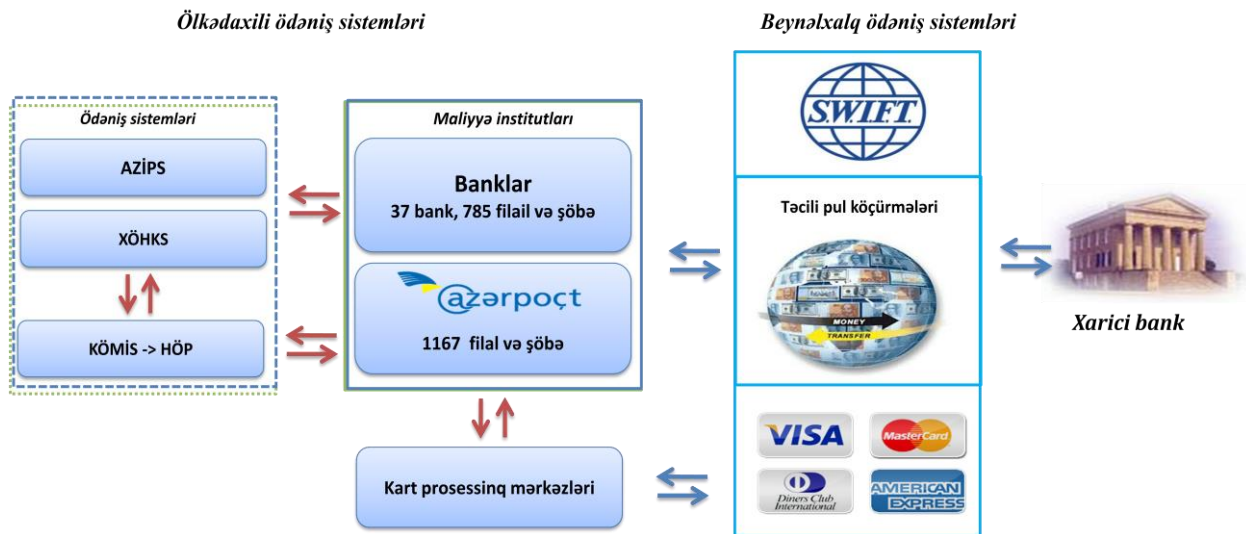 Ölkədaxili ödəniş sistemləri
Beynəlxalq ödəniş sistemləri
Ödəniş sistemləri
AZİPS
XÖHKS
KÖMİS -> HÖP
Maliyyə institutları
Banklar
37 bank, 785 filail və şöbə
@zərpoçt
1167 filal və şöbə
Kart prosessinq mərkəzləri
S.W.I.F.T.
Təcili pul köçürmələri
MONEY
TRANSFER
VISA
MasterCard
Diners Club
International
AMERICAN
EXPRESS
Xarici bank